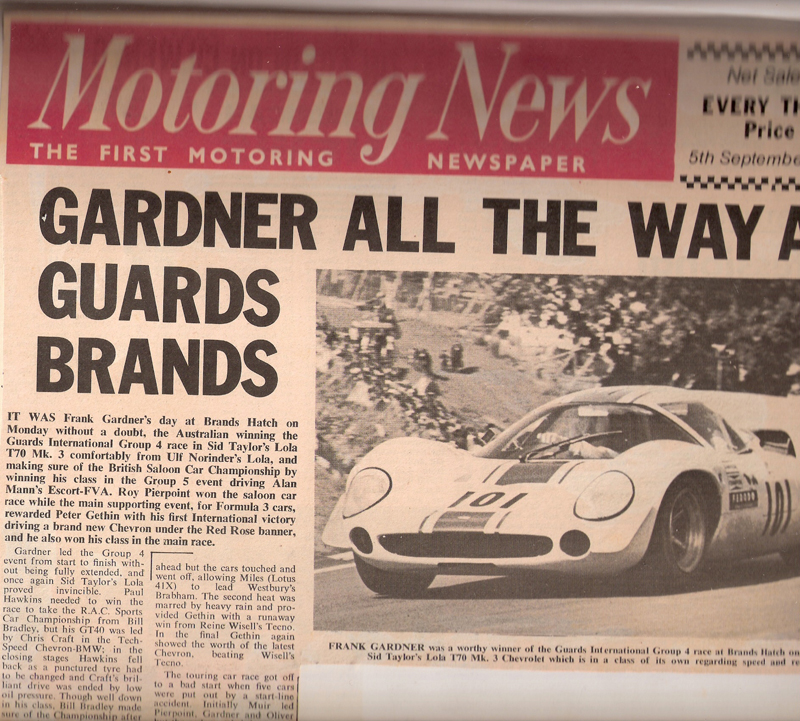 Motoring News
THE FIRST MOTORING NEWSPAPER
Net Sale
EVERY
Price
5th September
GARDNER ALL THE WAY
GUARDS
BRANDS
IT WAS Frank Gardner's day at Brands Hatch on
Monday without a doubt, the Australian winning the
Guards International Group 4 race in Sid Taylor's Lola
T70 Mk. 3 comfortably from Ulf Norinder's Lola, and
making sure of the British Saloon Car Championship by
winning his class in the Group 5 event driving Alan
Mann's Escort-FVA. Roy Pierpoint won the saloon car
race while the main supporting event, for Formula 3 cars,
rewarded Peter Gethin with his first International victory
driving a brand new Chevron under the Red Rose banner,
and he also won his class in the main race.
Gardner led the Group 4
event from start to finish with-
out being fully extended, and
once again Sid Taylor's Lola
proved invincible. Paul
Hawkins needed to win the
race to take the R.A.C. Sports
Car Championship from Bill
Bradley, but his GT40 was led
by Chris Craft in the Tech-
Speed Chevron-BMW; in the
closing stages Hawkins fell
back as a punctured tyre had
to be changed and Craft's bril-
liant drive was ended by low
oil pressure. Though well down
in his class, Bill Bradley made
sure of the Championship after
ahead but the cars touched and
went off, allowing Miles (Lotus
41X) to lead Westbury's
Brabham. The second heat was
marred by heavy rain and pro-
vided Gethin with a runaway
win from Reine Wisell's Tecno.
In the final Gethin again
showed the worth of the latest
Chevron, beating Wisell's
Tecno.
The touring car race got off
to a bad start when five cars
were put out by a start-line
accident. Initially Muir led
Pierpoint, Gardner and Oliver
101
101
FRANK GARDNER was a worthy winner of the Guards International Group 4 race at Brands Hatch on
Sid Taylor's Lola T70 Mk. 3 Chevrolet which is in a class of its own regarding speed and